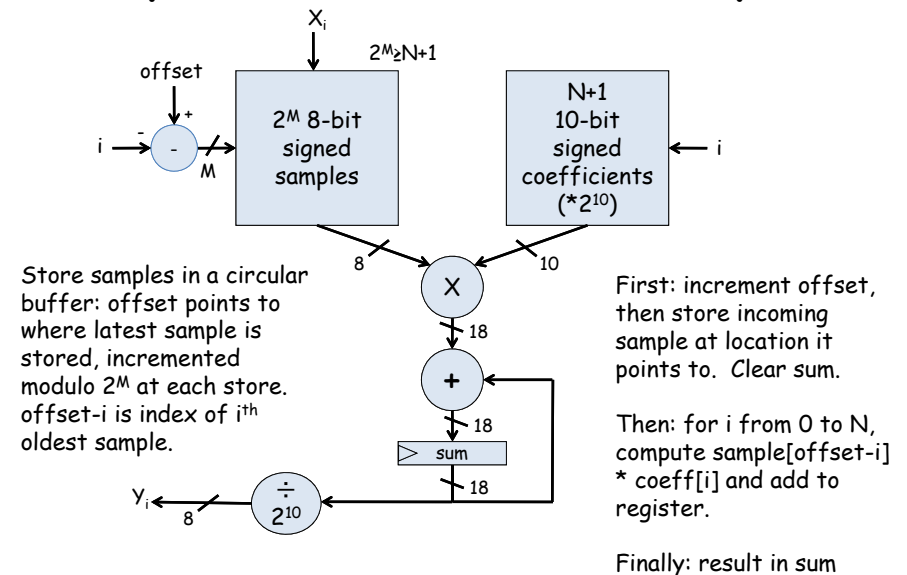 Xᵢ
2ᴹ≥N+1
offset
+
-
i
-
M
2ᴹ 8-bit
signed
samples
N+1
10-bit
signed
coefficients
(*2¹⁰)
i
8
10
X
18
+
18
sum
18
÷
2¹⁰
Yᵢ
8
Store samples in a circular
buffer: offset points to
where latest sample is
stored, incremented
modulo 2ᴹ at each store.
offset-i is index of iᵗʰ
oldest sample.
First: increment offset,
then store incoming
sample at location it
points to. Clear sum.
Then: for i from 0 to N,
compute sample[offset-i]
* coeff[i] and add to
register.
Finally: result in sum